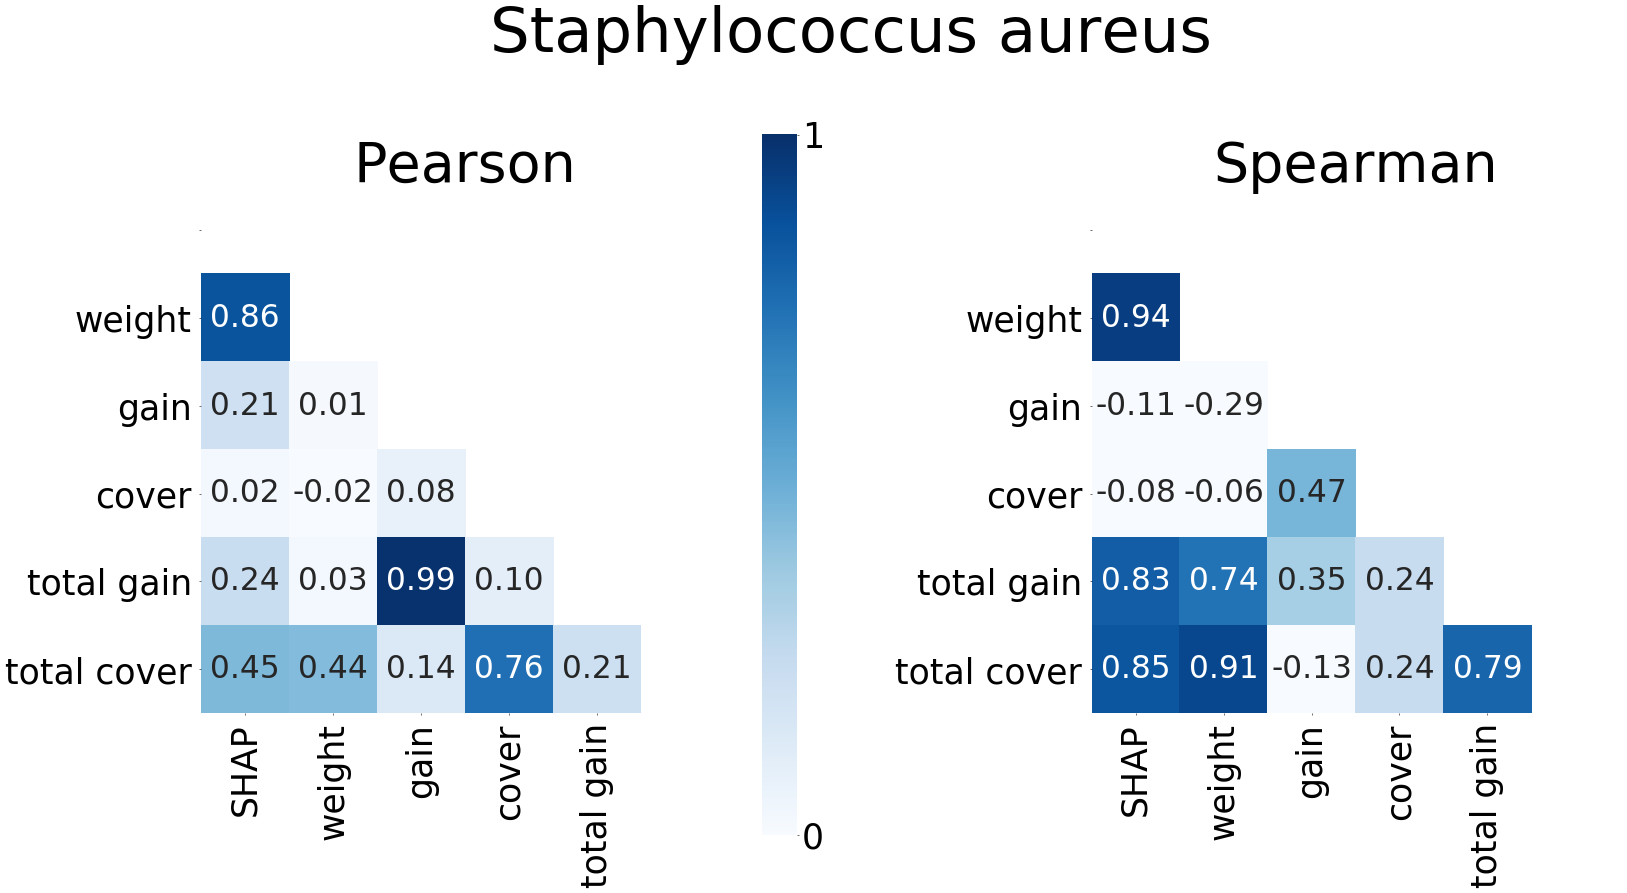 Staphylococcus aureus
Pearson
weight 0.86
gain 0.21 0.01
cover 0.02 -0.02 0.08
total gain 0.24 0.03 0.99 0.10
total cover 0.45 0.44 0.14 0.76 0.21
SHAP weight gain cover total gain
1
0
Spearman
weight 0.94
gain -0.11 -0.29
cover -0.08 -0.06 0.47
total gain 0.83 0.74 0.35 0.24
total cover 0.85 0.91 -0.13 0.24 0.79
SHAP weight gain cover total gain